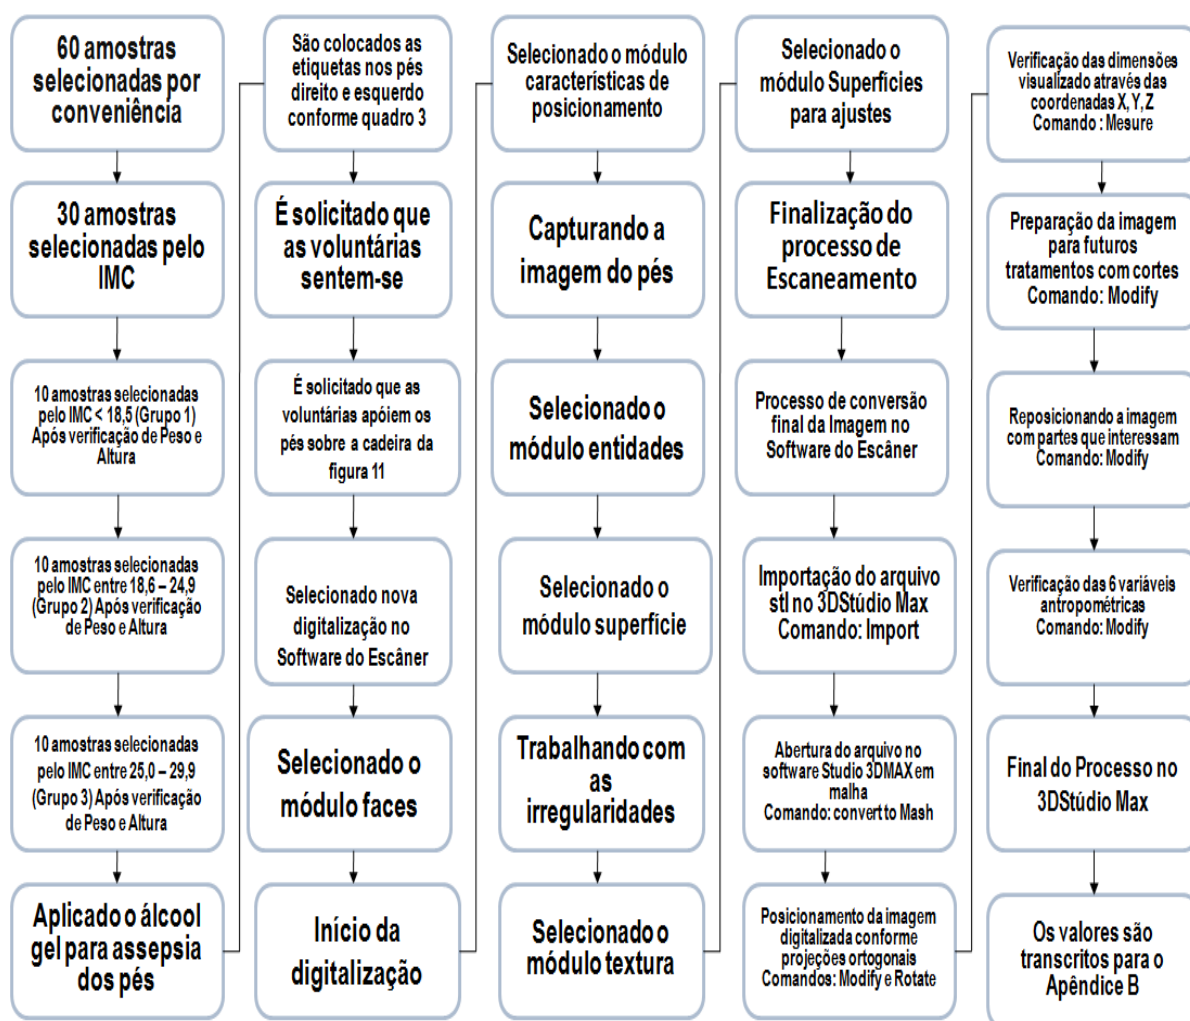 60 amostras
selecionadas por
conveniência
30 amostras
selecionadas pelo
IMC
10 amostras selecionadas
pelo IMC < 18,5 (Grupo 1)
Após verificação de Peso e
Altura
10 amostras selecionadas
pelo IMC entre 18,6 – 24,9
(Grupo 2) Após verificação
de Peso e Altura
10 amostras selecionadas
pelo IMC entre 25,0 – 29,9
(Grupo 3) Após verificação
de Peso e Altura
Aplicado o álcool
gel para assepsia
dos pés
São colocados as
etiquetas nos pés
direito e esquerdo
conforme quadro 3
É solicitado que
as voluntárias
sentem-se
É solicitado que as
voluntárias apóiem os
pés sobre a cadeira da
figura 11
Selecionado nova
digitalização no
Software do Escâner
Selecionado o
módulo faces
Início da
digitalização
Selecionado o módulo
características de
posicionamento
Capturando a
imagem do pés
Selecionado o
módulo entidades
Selecionado o
módulo superfície
Trabalhando com
as
irregularidades
Selecionado o
módulo textura
Selecionado o
módulo Superfícies
para ajustes
Finalização do
processo de
Escaneamento
Processo de conversão
final da Imagem no
Software do Escâner
Importação do arquivo
stl no 3DStúdio Max
Comando: Import
Abertura do arquivo no
software Studio 3DMAX em
malha
Comando: convert to Mash
Posicionamento da imagem
digitalizada conforme
projeções ortogonais
Comandos: Modify e Rotate
Verificação das dimensões
visualizado através das
coordenadas X, Y, Z
Comando : Mesure
Preparação da imagem
para futuros
tratamentos com cortes
Comando: Modify
Reposicionando a imagem
com partes que interessam
Comando: Modify
Verificação das 6 variáveis
antropométricas
Comando: Modify
Final do Processo no
3DStúdio Max
Os valores são
transcritos para o
Apêndice B